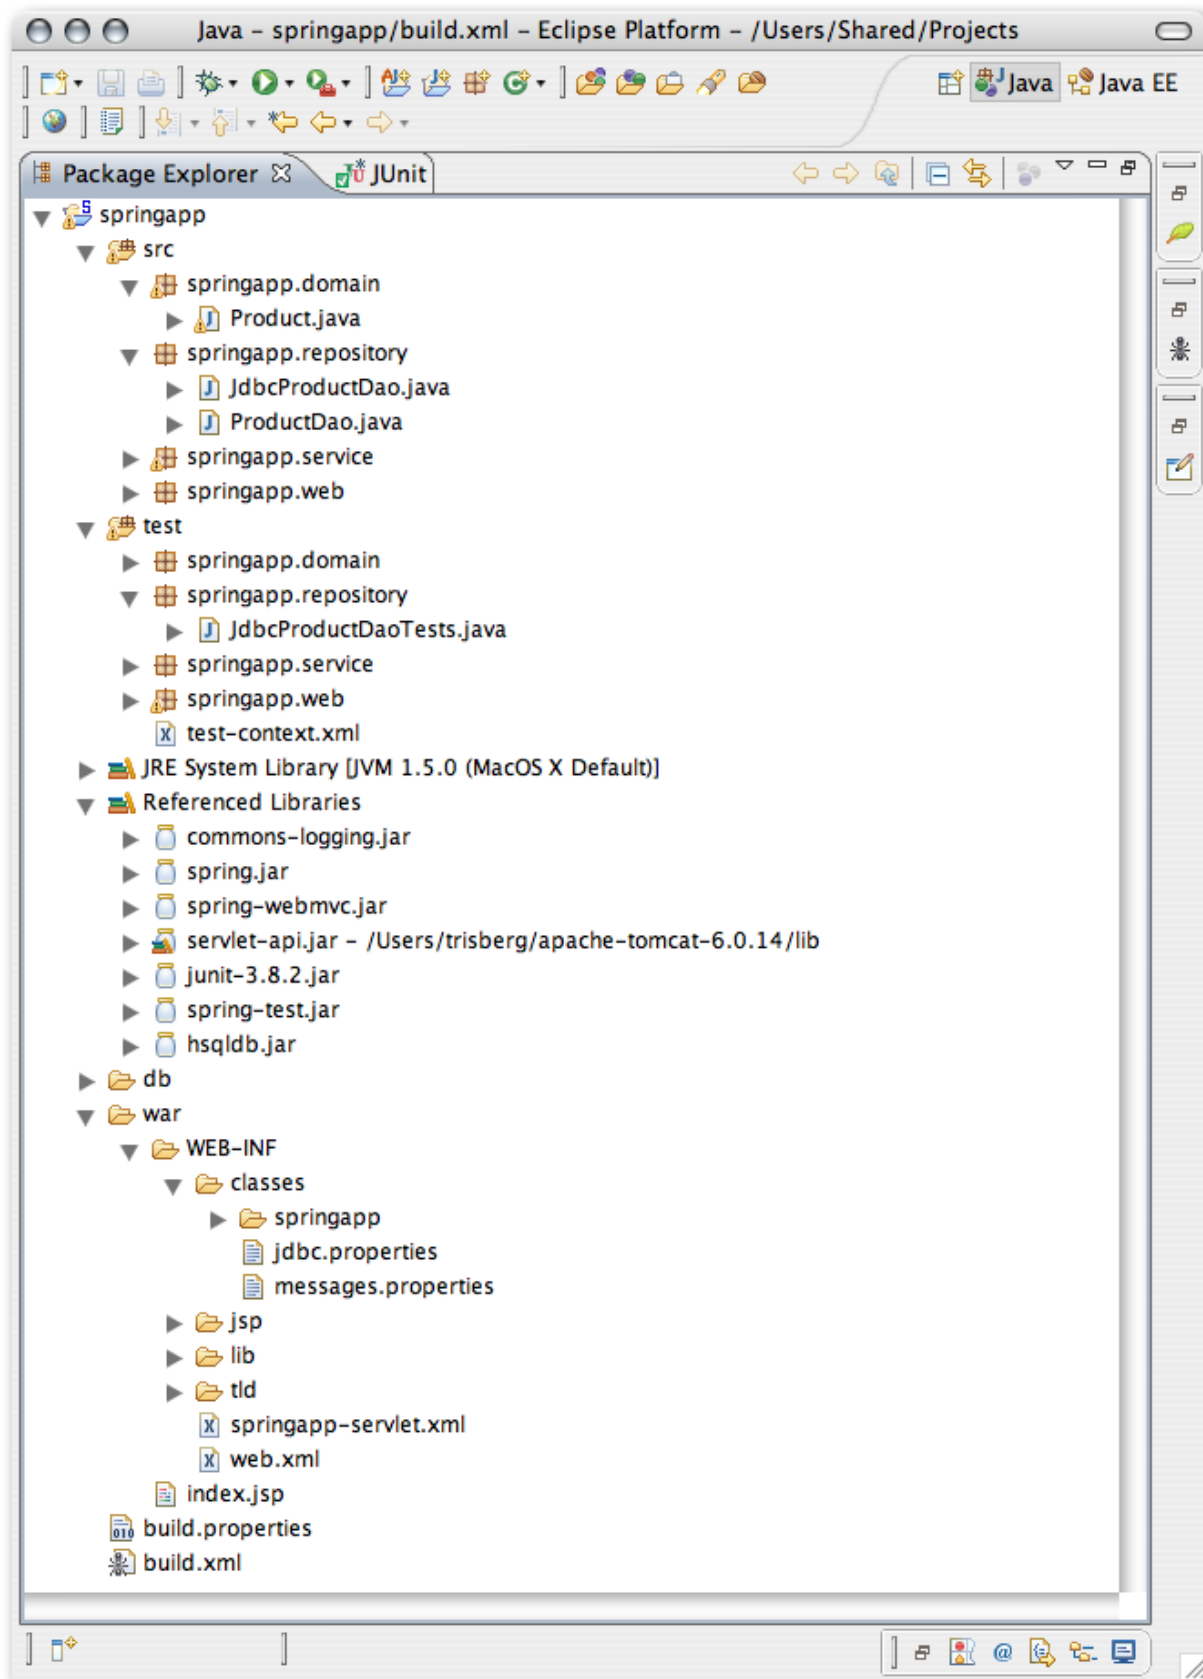 Java – springapp/build.xml – Eclipse Platform – /Users/Shared/Projects
Java Java EE
Package Explorer JUnit
springapp
src
springapp.domain
Product.java
springapp.repository
JdbcProductDao.java
ProductDao.java
springapp.service
springapp.web
test
springapp.domain
springapp.repository
JdbcProductDaoTests.java
springapp.service
springapp.web
test-context.xml
JRE System Library [JVM 1.5.0 (MacOS X Default)]
Referenced Libraries
commons-logging.jar
spring.jar
spring-webmvc.jar
servlet-api.jar – /Users/trisberg/apache-tomcat-6.0.14/lib
junit-3.8.2.jar
spring-test.jar
hsqldb.jar
db
war
WEB-INF
classes
springapp
jdbc.properties
messages.properties
jsp
lib
tld
springapp-servlet.xml
web.xml
index.jsp
build.properties
build.xml